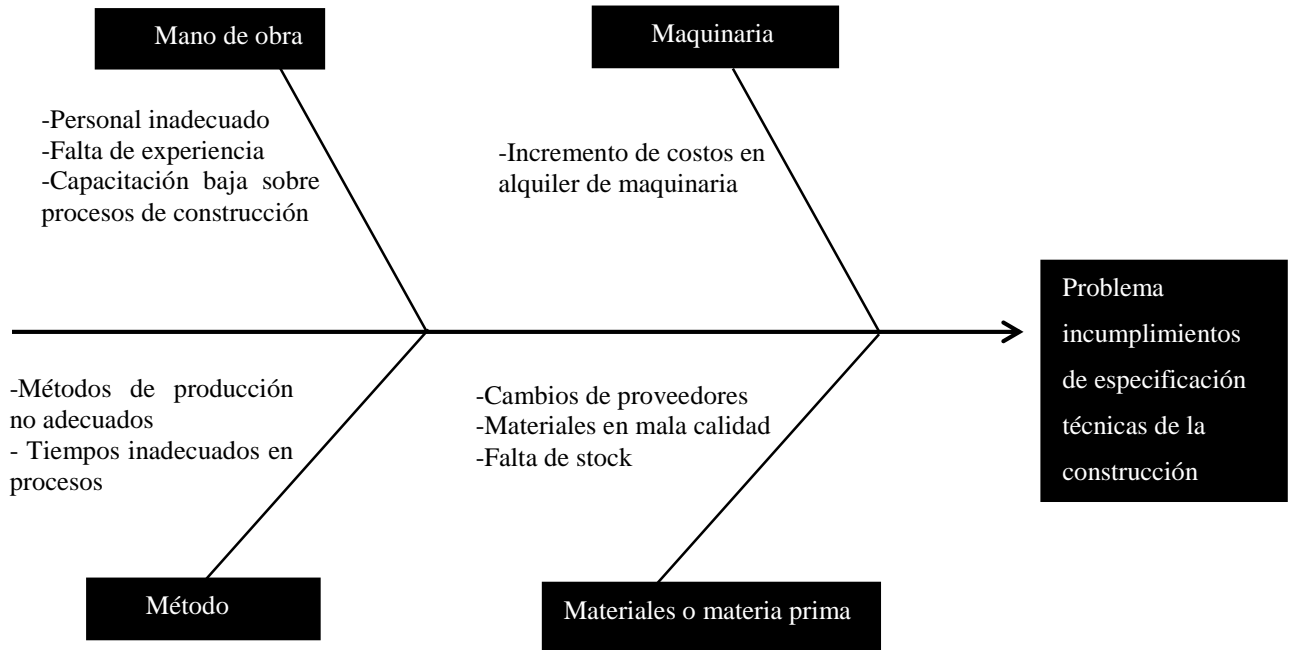 Mano de obra
Maquinaria
-Personal inadecuado
-Falta de experiencia
-Capacitación baja sobre
procesos de construcción
-Incremento de costos en
alquiler de maquinaria
Problema
incumplimientos
de especificación
técnicas de la
construcción
-Métodos de producción
no adecuados
- Tiempos inadecuados en
procesos
-Cambios de proveedores
-Materiales en mala calidad
-Falta de stock
Método
Materiales o materia prima